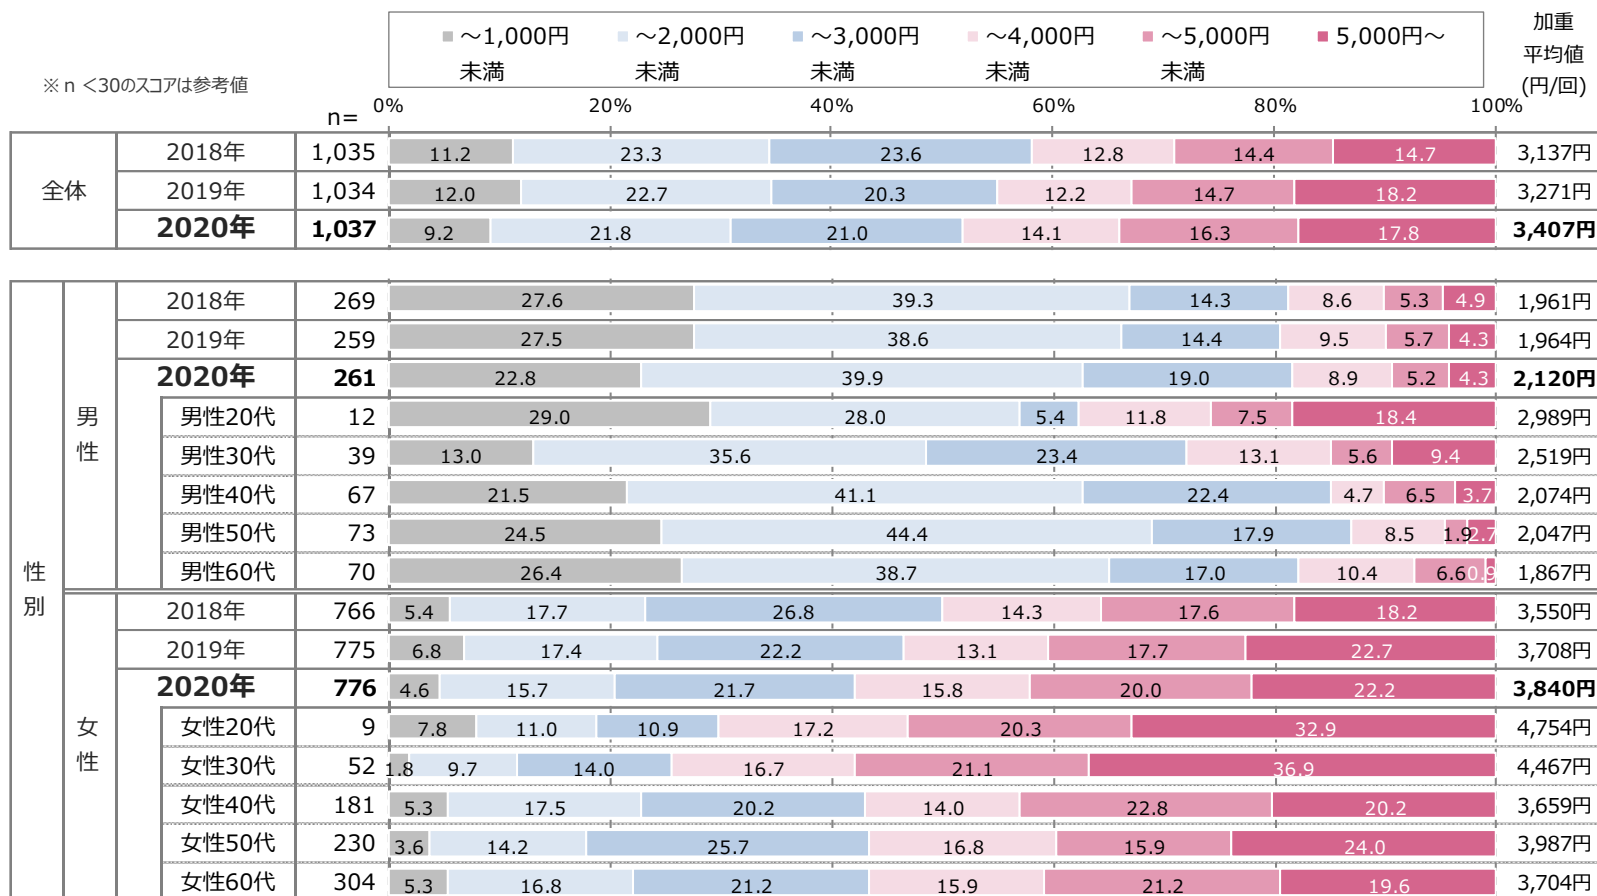 ■ ～1,000円未満 ■ ～2,000円未満 ■ ～3,000円未満 ■ ～4,000円未満 ■ ～5,000円未満 ■ 5,000円～
加重平均値(円/回)
※ｎ<30のスコアは参考値
n= 0% 20% 40% 60% 80% 100%
全体
2018年 1,035 11.2 23.3 23.6 12.8 14.4 14.7 3,137円
2019年 1,034 12.0 22.7 20.3 12.2 14.7 18.2 3,271円
2020年 1,037 9.2 21.8 21.0 14.1 16.3 17.8 3,407円
性別
男性
2018年 269 27.6 39.3 14.3 8.6 5.3 4.9 1,961円
2019年 259 27.5 38.6 14.4 9.5 5.7 4.3 1,964円
2020年 261 22.8 39.9 19.0 8.9 5.2 4.3 2,120円
男性20代 12 29.0 28.0 5.4 11.8 7.5 18.4 2,989円
男性30代 39 13.0 35.6 23.4 13.1 5.6 9.4 2,519円
男性40代 67 21.5 41.1 22.4 4.7 6.5 3.7 2,074円
男性50代 73 24.5 44.4 17.9 8.5 1.9 2.7 2,047円
男性60代 70 26.4 38.7 17.0 10.4 6.6 0.9 1,867円
女性
2018年 766 5.4 17.7 26.8 14.3 17.6 18.2 3,550円
2019年 775 6.8 17.4 22.2 13.1 17.7 22.7 3,708円
2020年 776 4.6 15.7 21.7 15.8 20.0 22.2 3,840円
女性20代 9 7.8 11.0 10.9 17.2 20.3 32.9 4,754円
女性30代 52 1.8 9.7 14.0 16.7 21.1 36.9 4,467円
女性40代 181 5.3 17.5 20.2 14.0 22.8 20.2 3,659円
女性50代 230 3.6 14.2 25.7 16.8 15.9 24.0 3,987円
女性60代 304 5.3 16.8 21.2 15.9 21.2 19.6 3,704円